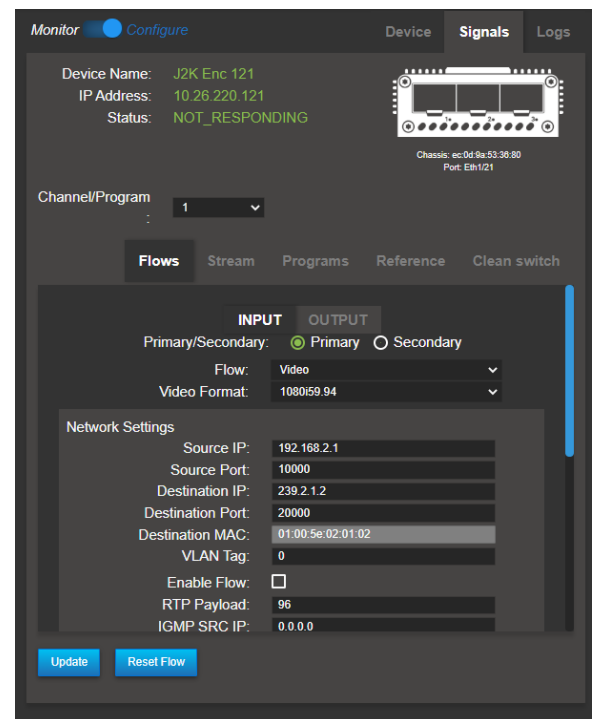 Monitor Configure Device Signals Logs
Device Name: J2K Enc 121
IP Address: 10.26.220.121
Status: NOT_RESPONDING
1* 2* 3*
Chassis: ec:0d:9a:53:36:80
Port: Eth1/21
Channel/Program
: 1
Flows Stream Programs Reference Clean switch
INPUT OUTPUT
Primary/Secondary: Primary Secondary
Flow: Video
Video Format: 1080i59.94
Network Settings
Source IP: 192.168.2.1
Source Port: 10000
Destination IP: 239.2.1.2
Destination Port: 20000
Destination MAC: 01:00:5e:02:01:02
VLAN Tag: 0
Enable Flow:
RTP Payload: 96
IGMP SRC IP: 0.0.0.0
Update Reset Flow